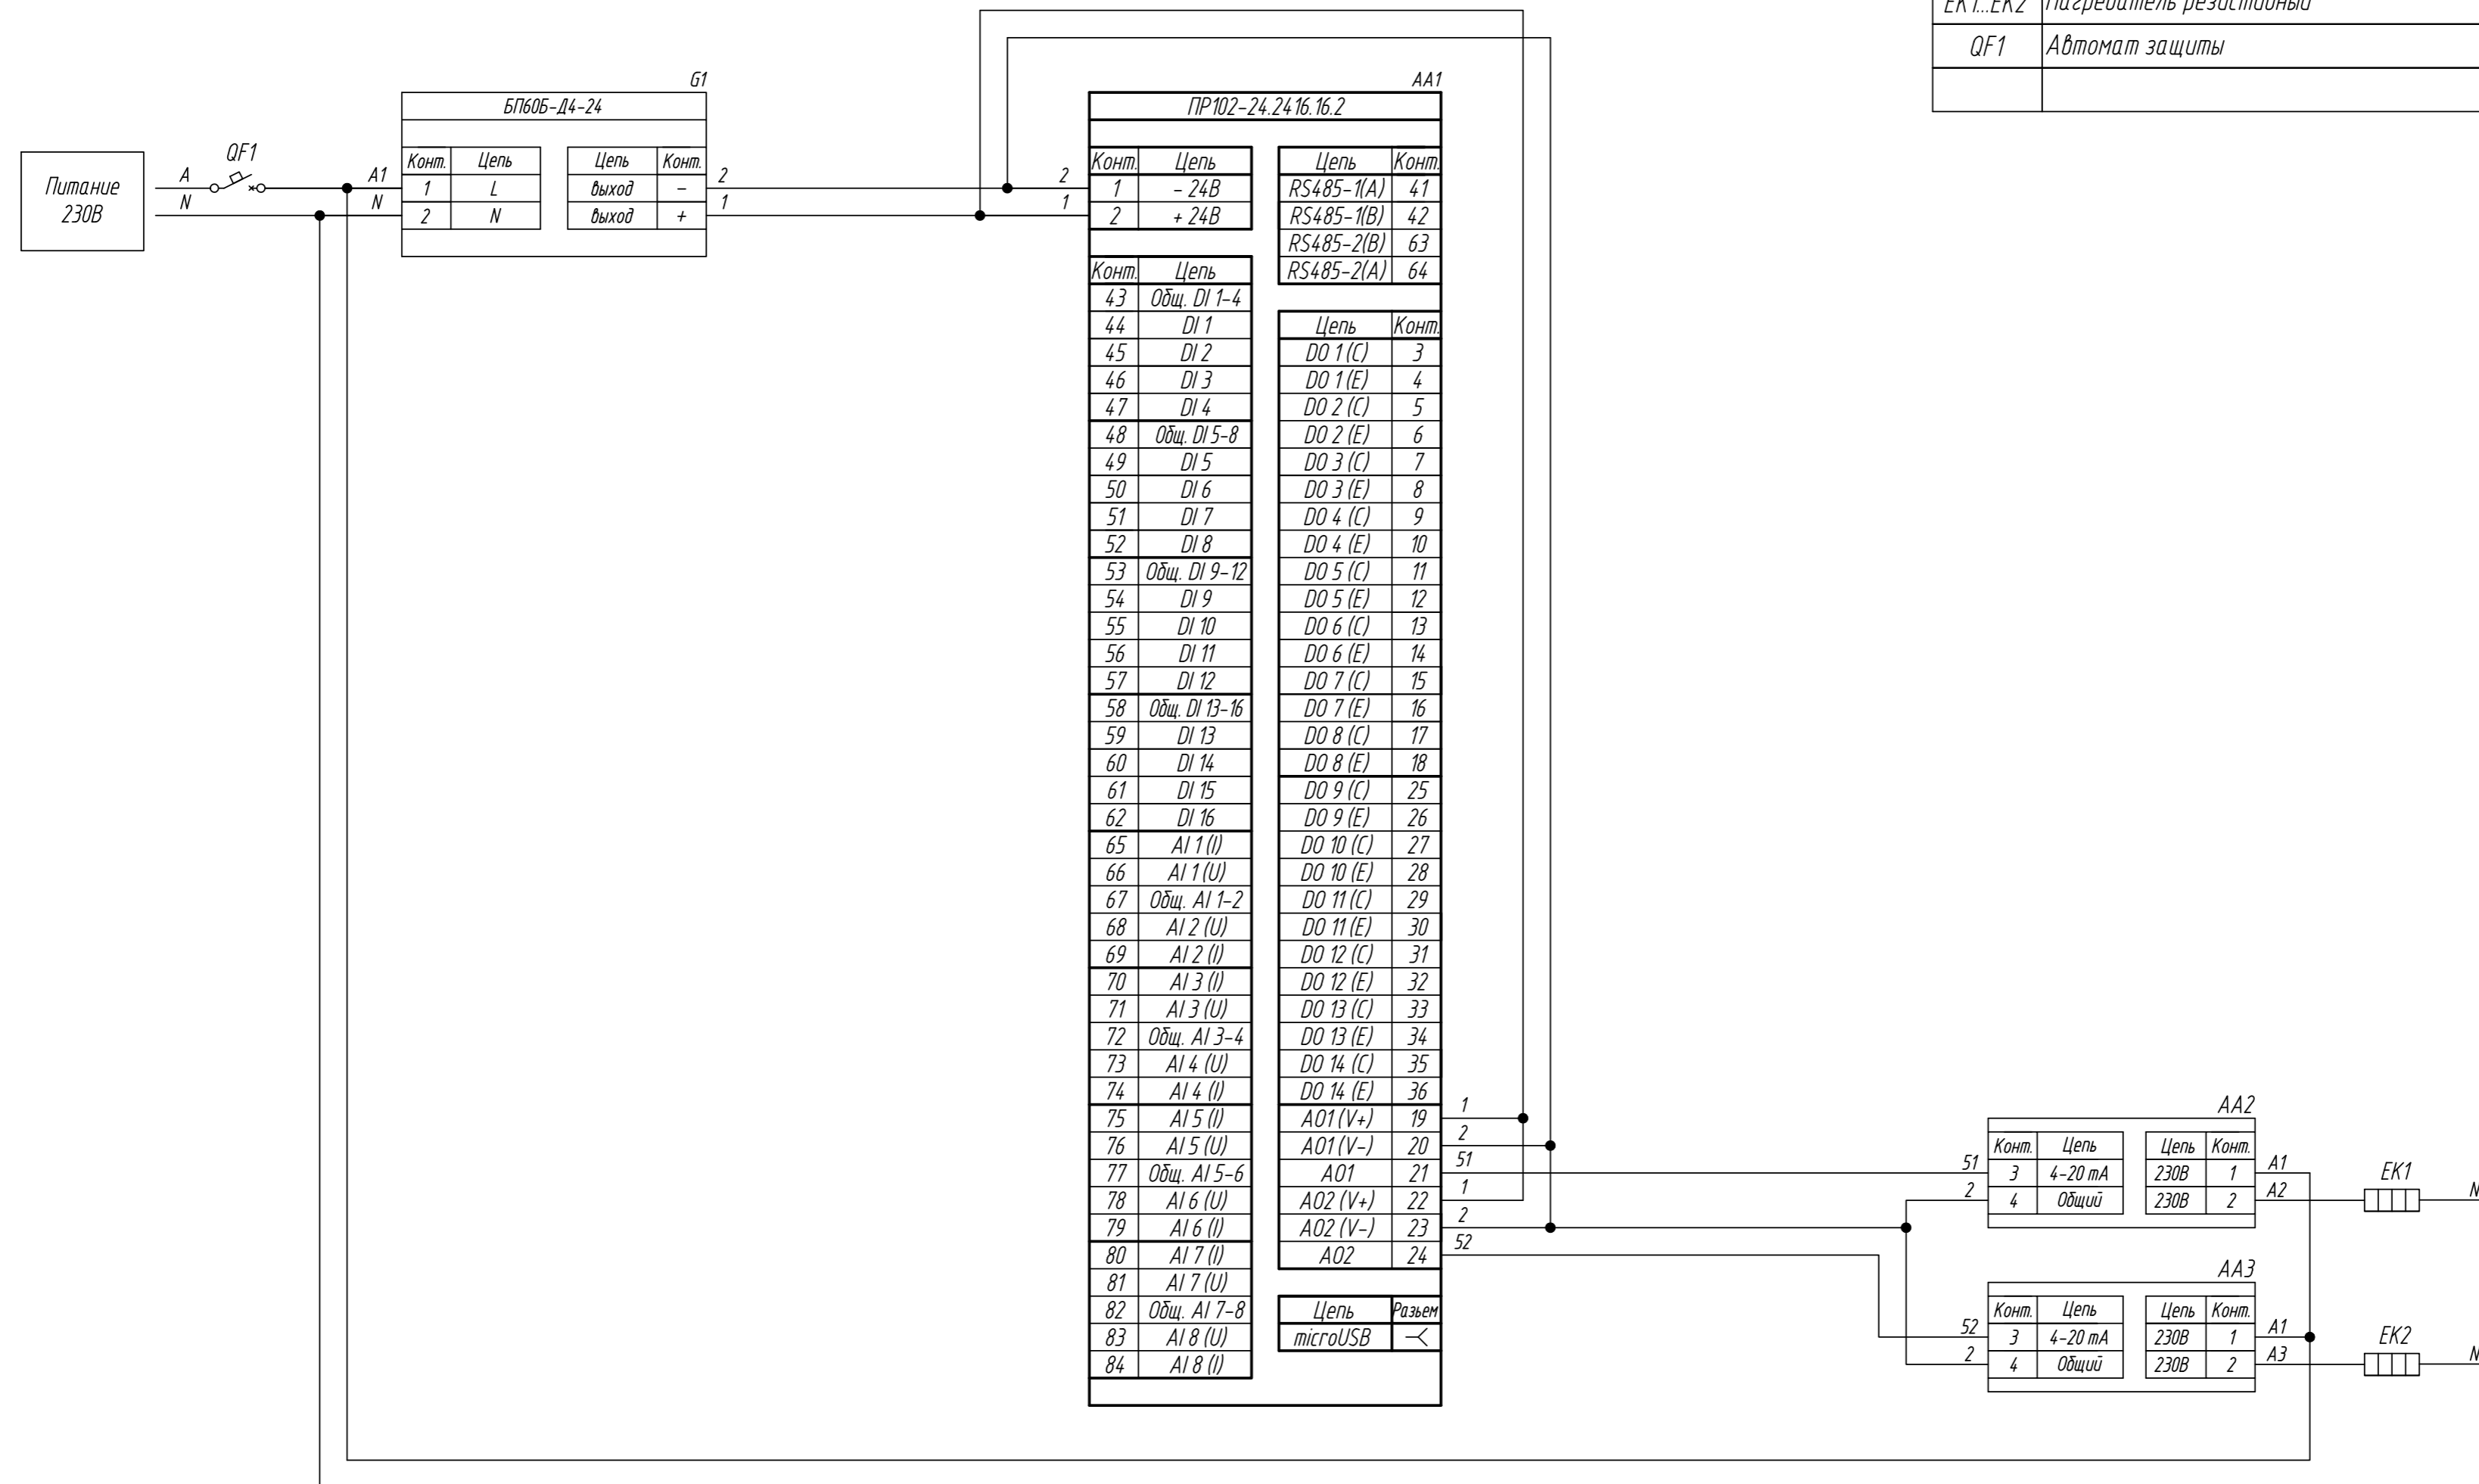 EK1...EK2 Нагреватель резистивный
QF1 Автомат защиты
G1
БП60Б-Д4-24
Конт. Цепь Цепь Конт.
1 L выход –
2 N выход +
Питание
230В
A QF1 A1
N N
2 2
1 1
AA1
ПР102-24.2416.16.2
Конт. Цепь
1 – 24В
2 + 24В
Цепь Конт.
RS485-1(A) 41
RS485-1(B) 42
RS485-2(B) 63
RS485-2(A) 64
Конт. Цепь
43 Общ. DI 1-4
44 DI 1
45 DI 2
46 DI 3
47 DI 4
48 Общ. DI 5-8
49 DI 5
50 DI 6
51 DI 7
52 DI 8
53 Общ. DI 9-12
54 DI 9
55 DI 10
56 DI 11
57 DI 12
58 Общ. DI 13-16
59 DI 13
60 DI 14
61 DI 15
62 DI 16
65 AI 1 (I)
66 AI 1 (U)
67 Общ. AI 1-2
68 AI 2 (U)
69 AI 2 (I)
70 AI 3 (I)
71 AI 3 (U)
72 Общ. AI 3-4
73 AI 4 (U)
74 AI 4 (I)
75 AI 5 (I)
76 AI 5 (U)
77 Общ. AI 5-6
78 AI 6 (U)
79 AI 6 (I)
80 AI 7 (I)
81 AI 7 (U)
82 Общ. AI 7-8
83 AI 8 (U)
84 AI 8 (I)
Цепь Конт.
DO 1 (C) 3
DO 1 (E) 4
DO 2 (C) 5
DO 2 (E) 6
DO 3 (C) 7
DO 3 (E) 8
DO 4 (C) 9
DO 4 (E) 10
DO 5 (C) 11
DO 5 (E) 12
DO 6 (C) 13
DO 6 (E) 14
DO 7 (C) 15
DO 7 (E) 16
DO 8 (C) 17
DO 8 (E) 18
DO 9 (C) 25
DO 9 (E) 26
DO 10 (C) 27
DO 10 (E) 28
DO 11 (C) 29
DO 11 (E) 30
DO 12 (C) 31
DO 12 (E) 32
DO 13 (C) 33
DO 13 (E) 34
DO 14 (C) 35
DO 14 (E) 36
AO1 (V+) 19 1
AO1 (V-) 20 2
AO1 21 51
AO2 (V+) 22 1
AO2 (V-) 23 2
AO2 24 52
Цепь Разъем
microUSB
AA2
Конт. Цепь Цепь Конт.
51 3 4-20 mA 230В 1 A1
2 4 Общий 230В 2 A2
EK1 N
AA3
Конт. Цепь Цепь Конт.
52 3 4-20 mA 230В 1 A1
2 4 Общий 230В 2 A3
EK2 N